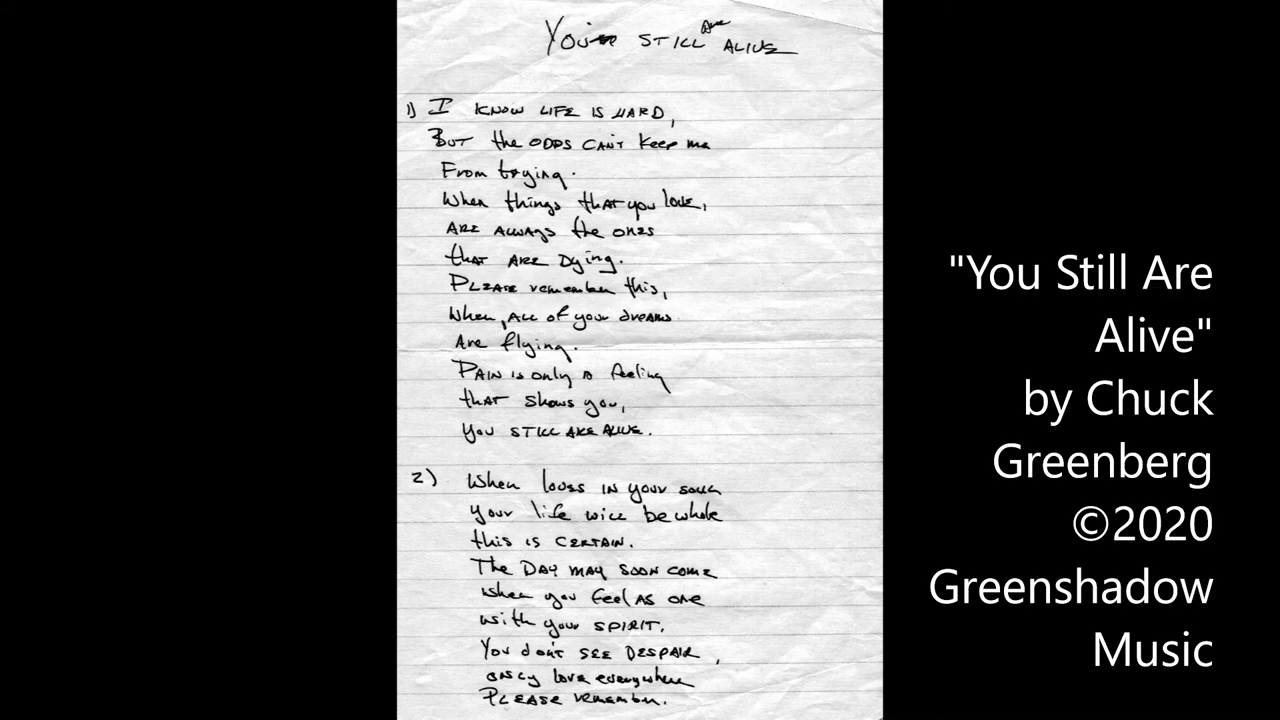 You're STILL Are ALIVE
1) I KNOW LIFE IS HARD,
BUT the ODDS CAN'T keep me
From trying.
When things that you love,
ARE ALWAYS the ONES
that ARE Dying.
PLEASE remember this,
When, ALL of your dreams
Are flying.
PAIN is only a feeling
that shows you,
You STILL ARE ALIVE.
2) When loves IN your soul
your life will be whole
this is CERTAIN.
The DAY MAY SOON COME
when you feel AS one
with your SPIRIT.
You don't SEE DESPAIR,
only love everywhere
PLEASE remember.
"You Still Are
Alive"
by Chuck
Greenberg
©2020
Greenshadow
Music